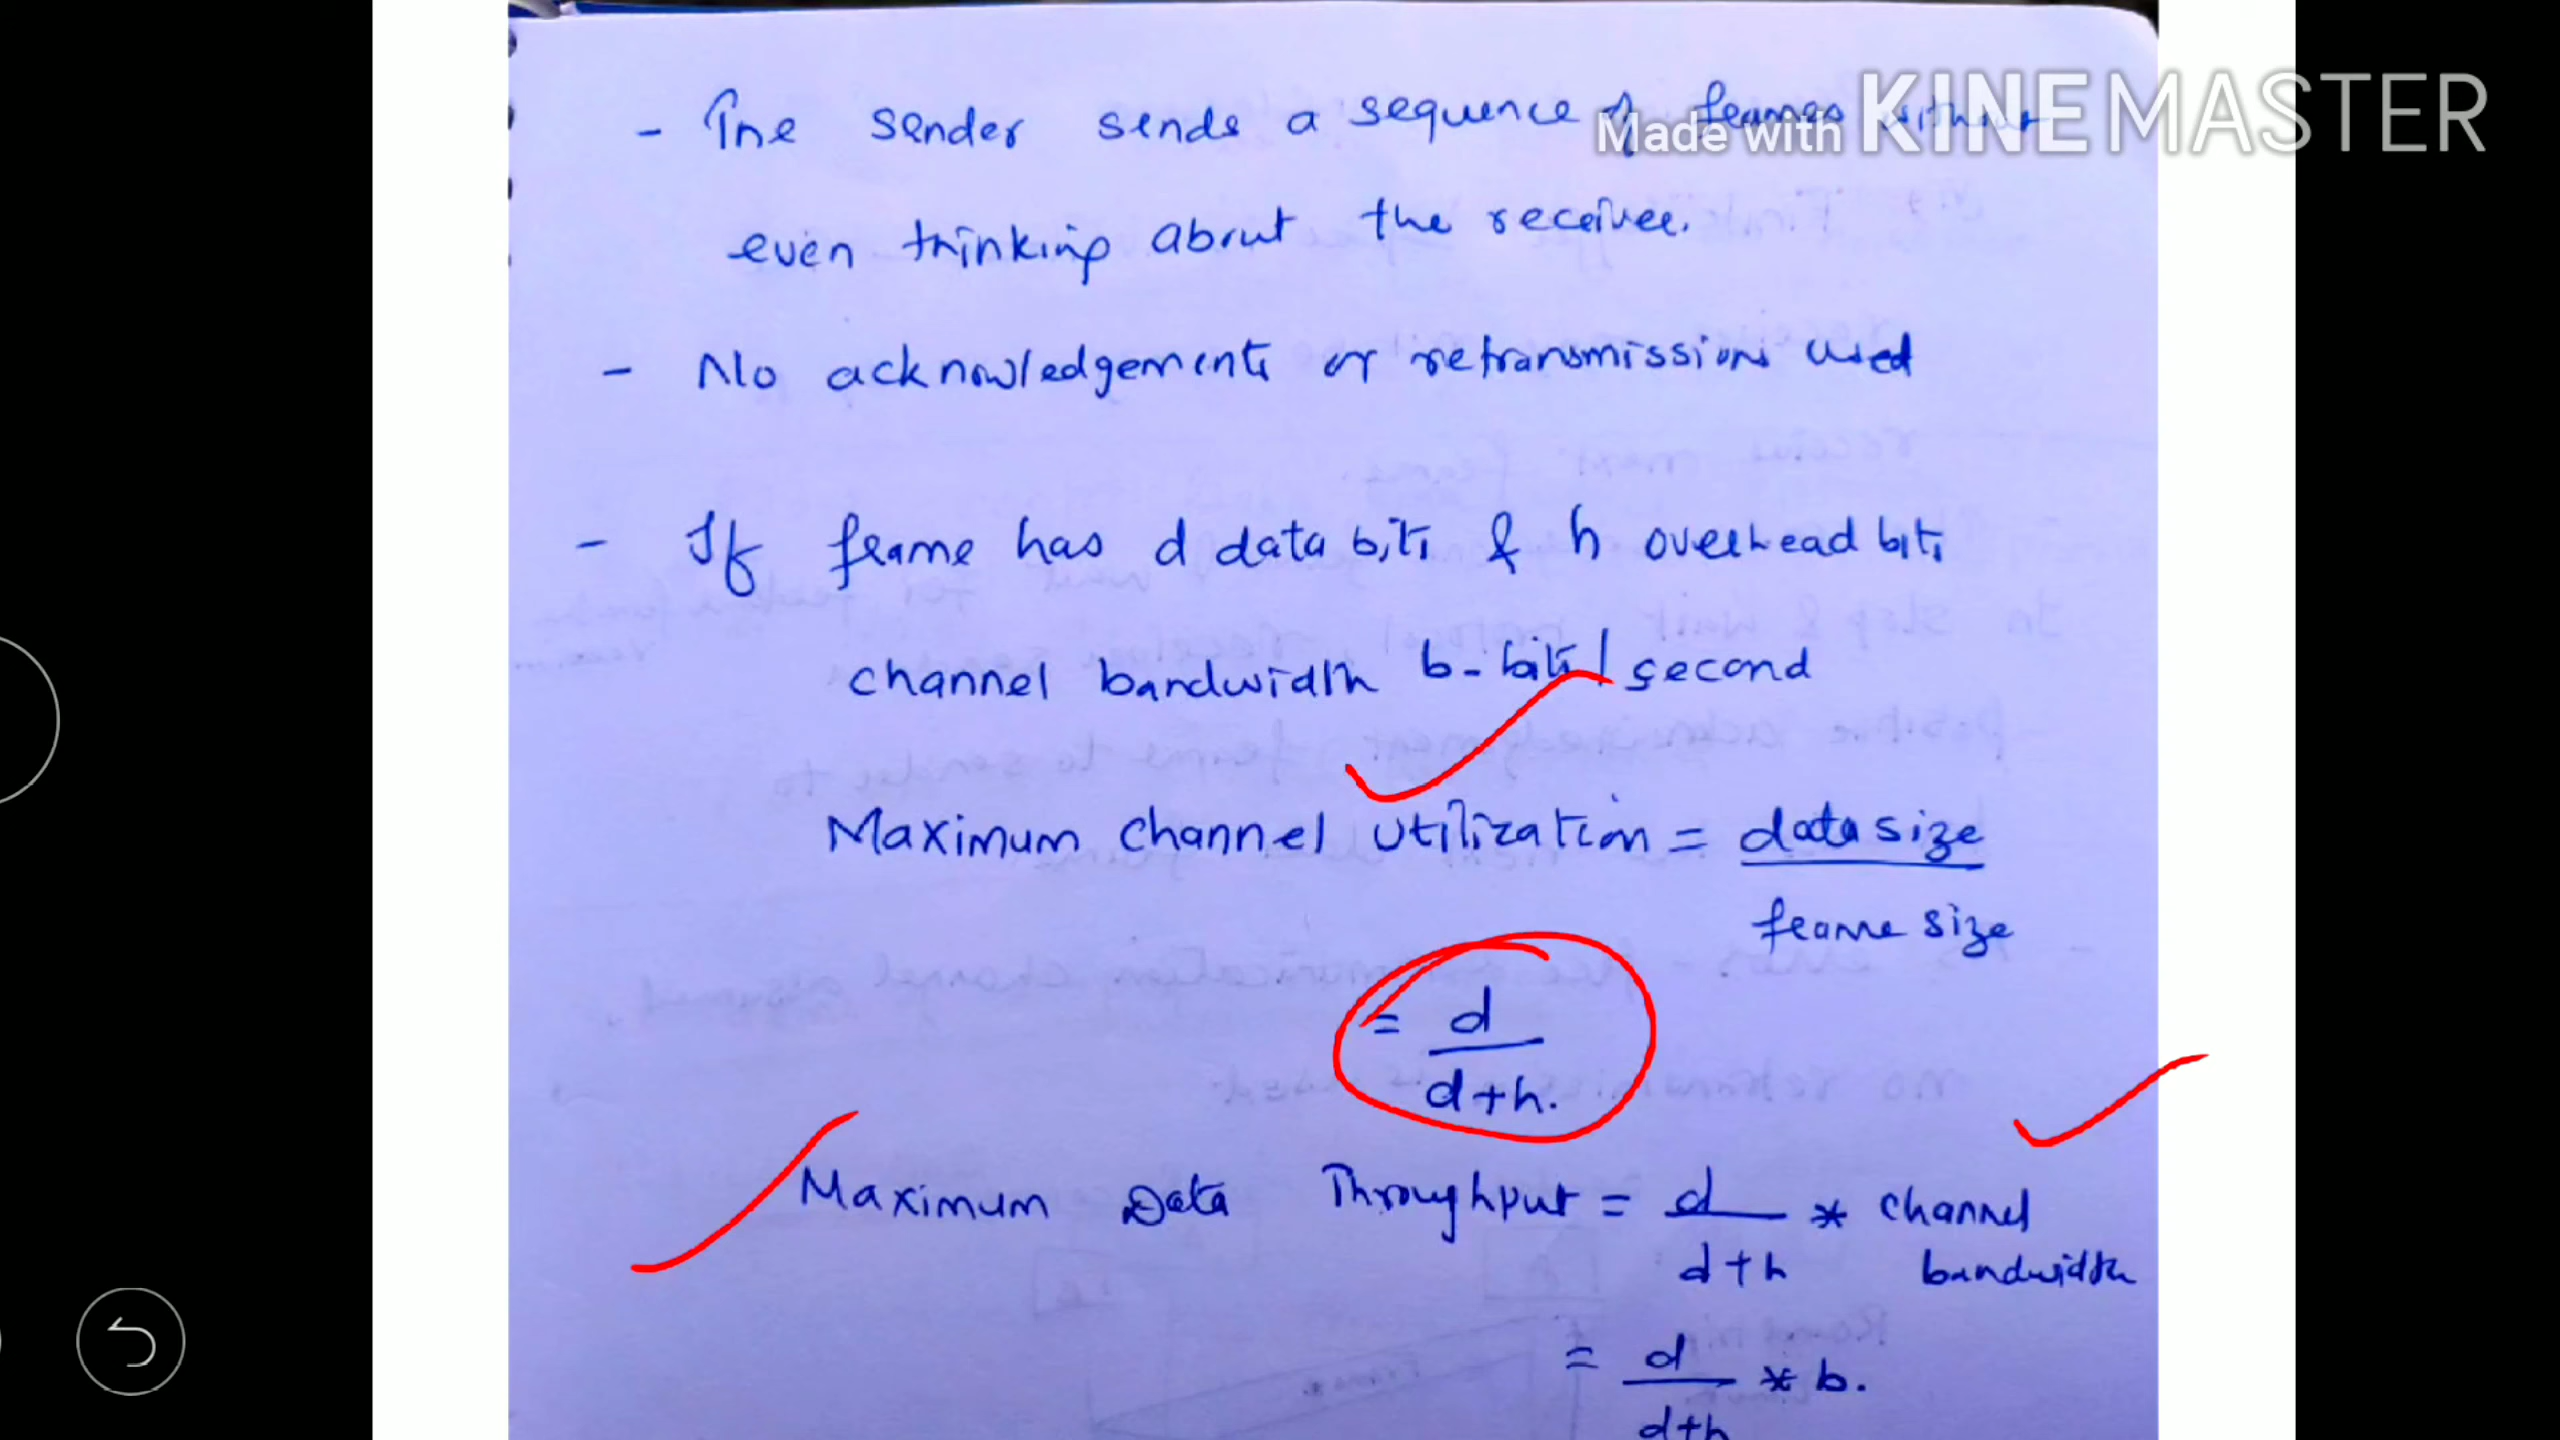 - The sender sends a sequence of frames without
Made with KINEMASTER
even thinking about the receiver.
- No acknowledgements or retransmissions used
- If frame has d data bits & h overhead bits
channel bandwidth b-bits/second
Maximum channel utilization = data size
frame size
= d
d+h.
Maximum Data Throughput = d * channel
d+h bandwidth
= d * b.
d+h